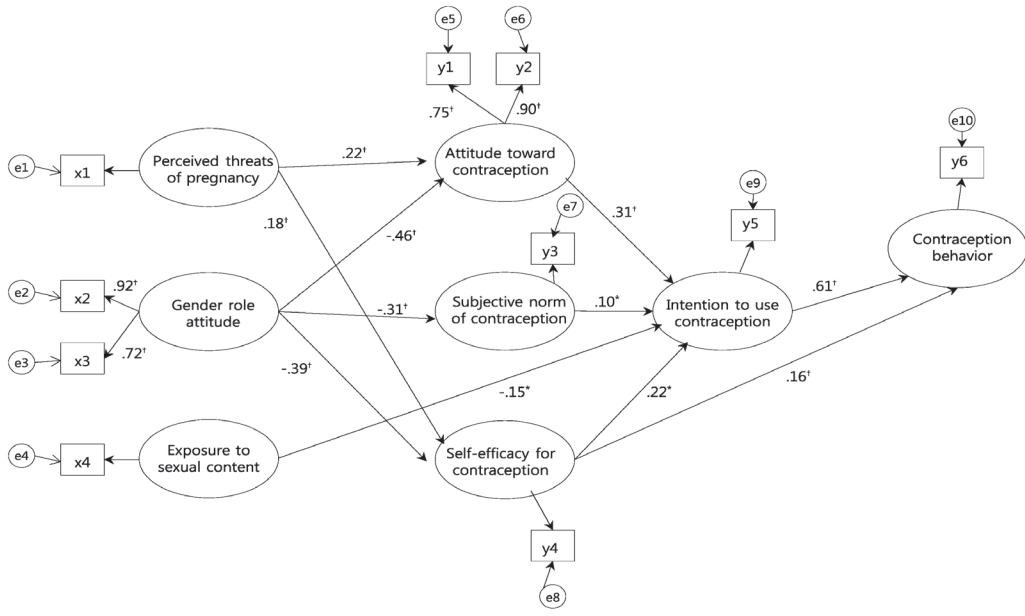 e5
e6
y1
y2
.75†
.90†
e10
e1
x1
Perceived threats
of pregnancy
.22†
Attitude toward
contraception
y6
e9
.18†
e7
.31†
y5
-.46†
y3
Contraception
behavior
e2
x2
.92†
Gender role
attitude
-.31†
Subjective norm
of contraception
.10*
Intention to use
contraception
.61†
e3
x3
.72†
-.39†
-.15*
.22*
.16†
e4
x4
Exposure to
sexual content
Self-efficacy for
contraception
y4
e8